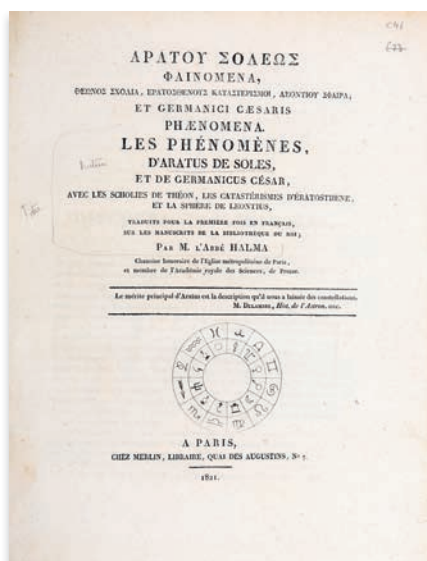 ΑΡΑΤΟΥ ΣΟΛΕΩΣ
ΦΑΙΝΟΜΕΝΑ,
ΘΕΩΝΟΣ ΣΧΟΛΙΑ, ΕΡΑΤΟΣΘΕΝΟΥΣ ΚΑΤΑΣΤΕΡΙΣΜΟΙ, ΛΕΟΝΤΙΟΥ ΣΦΑΙΡΑ;
ET GERMANICI CÆSARIS
PHÆNOMENA.
LES PHÉNOMÈNES,
D'ARATUS DE SOLES,
ET DE GERMANICUS CÉSAR,
AVEC LES SCHOLIES DE THÉON, LES CATASTÉRISMES D'ÉRATOSTHENE,
ET LA SPHERE DE LEONTIUS,
TRADUITS POUR LA PREMIÈRE FOIS EN FRANÇAIS,
SUR LES MANUSCRITS DE LA BIBLIOTHÈQUE DU ROI;
PAR M. L'ABBÉ HALMA
Chanoine honoraire de l'Eglise métropolitaine de Paris,
et membre de l'Académie royale des Sciences, de Prusse.
Le mérite principal d'Aratus est la description qu'il nous a laissée des constellations.
M. DELAMBRE, Hist. de l'Astron. anc.
A PARIS,
CHEZ MERLIN, LIBRAIRE, QUAI DES AUGUSTINS, Nº 7.
1821.